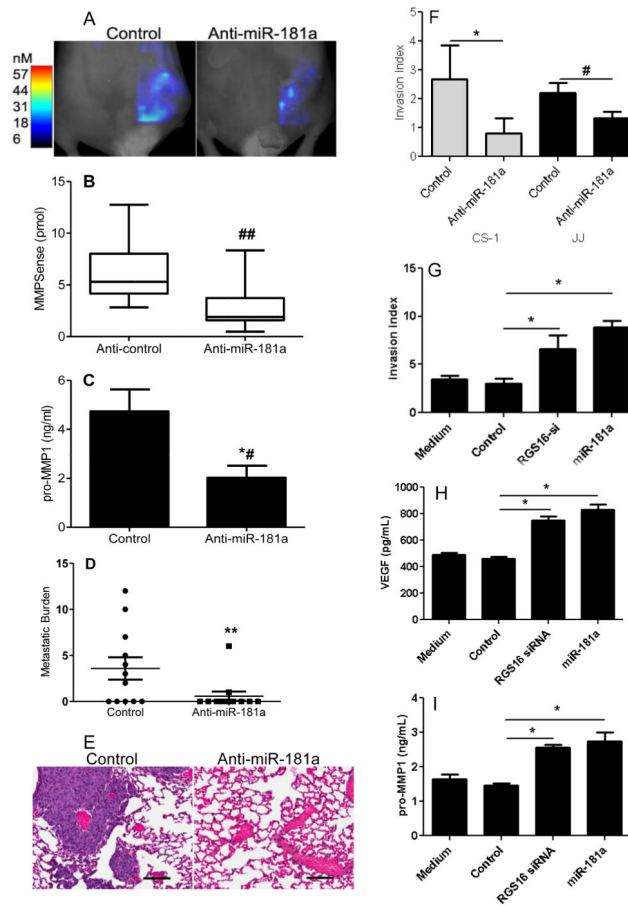 A
Control Anti-miR-181a
nM
57
44
31
18
6
B
MMPSense (pmol)
15
10
5
0
##
Anti-control Anti-miR-181a
C
pro-MMP1 (ng/ml)
6
4
2
0
*#
Control Anti-miR-181a
D
Metastatic Burden
15
10
5
0
**
Control Anti-miR-181a
E
Control Anti-miR-181a
F
Invasion Index
5
4
3
2
1
0
* #
Control Anti-miR-181a Control Anti-miR-181a
CS-1 JJ
G
Invasion Index
15
10
5
0
*
*
Medium Control RGS16-si miR-181a
H
VEGF (pg/mL)
1000
800
600
400
200
0
*
*
Medium Control RGS16 siRNA miR-181a
I
pro-MMP1 (ng/mL)
4
3
2
1
0
*
*
Medium Control RGS16 siRNA miR-181a